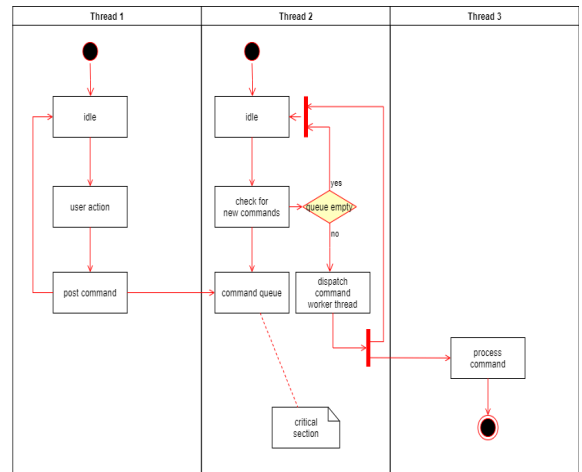 Thread 1
Thread 2
Thread 3
idle
idle
user action
check for
new commands
queue empty
yes
no
post command
command queue
dispatch
command
worker thread
process
command
critical
section